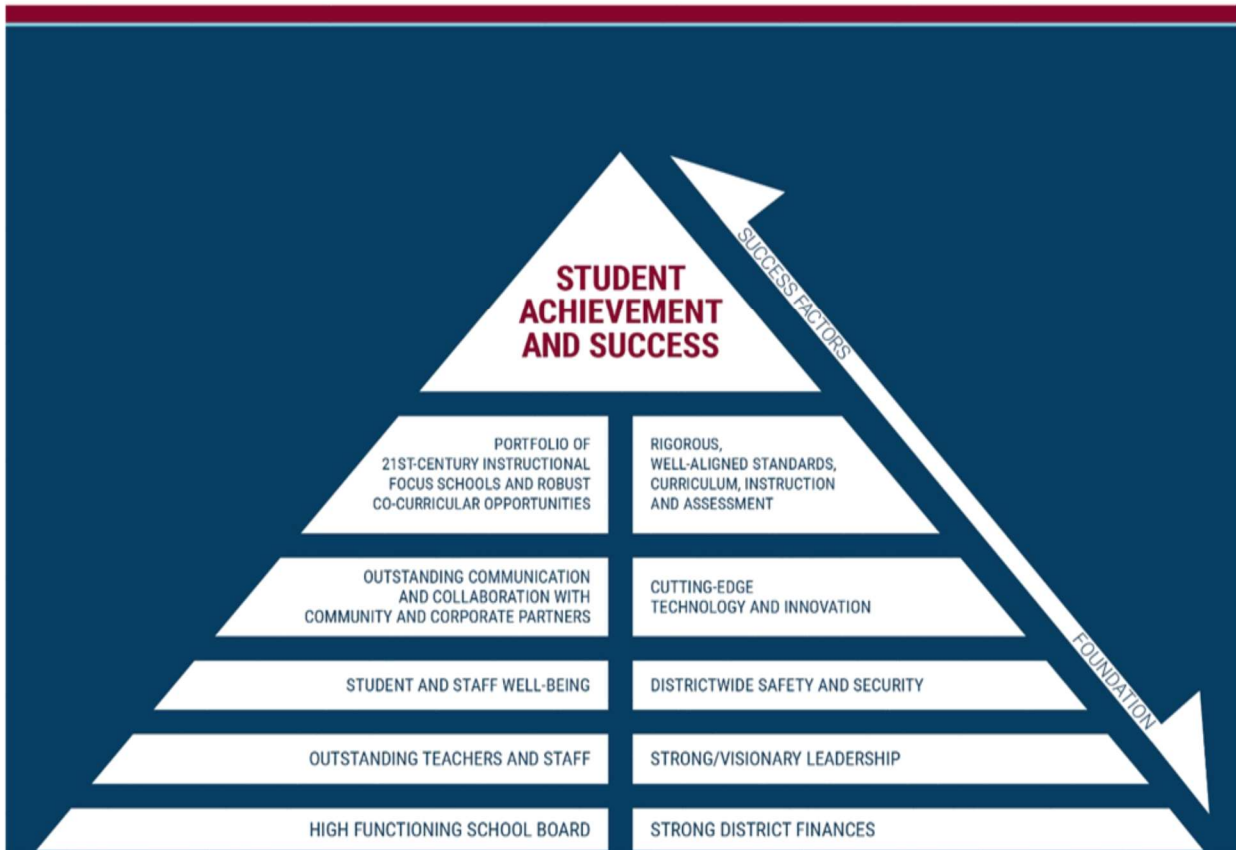 STUDENT
ACHIEVEMENT
AND SUCCESS
SUCCESS FACTORS
PORTFOLIO OF
21ST-CENTURY INSTRUCTIONAL
FOCUS SCHOOLS AND ROBUST
CO-CURRICULAR OPPORTUNITIES
RIGOROUS,
WELL-ALIGNED STANDARDS,
CURRICULUM, INSTRUCTION
AND ASSESSMENT
OUTSTANDING COMMUNICATION
AND COLLABORATION WITH
COMMUNITY AND CORPORATE PARTNERS
CUTTING-EDGE
TECHNOLOGY AND INNOVATION
FOUNDATION
STUDENT AND STAFF WELL-BEING
DISTRICTWIDE SAFETY AND SECURITY
OUTSTANDING TEACHERS AND STAFF
STRONG/VISIONARY LEADERSHIP
HIGH FUNCTIONING SCHOOL BOARD
STRONG DISTRICT FINANCES